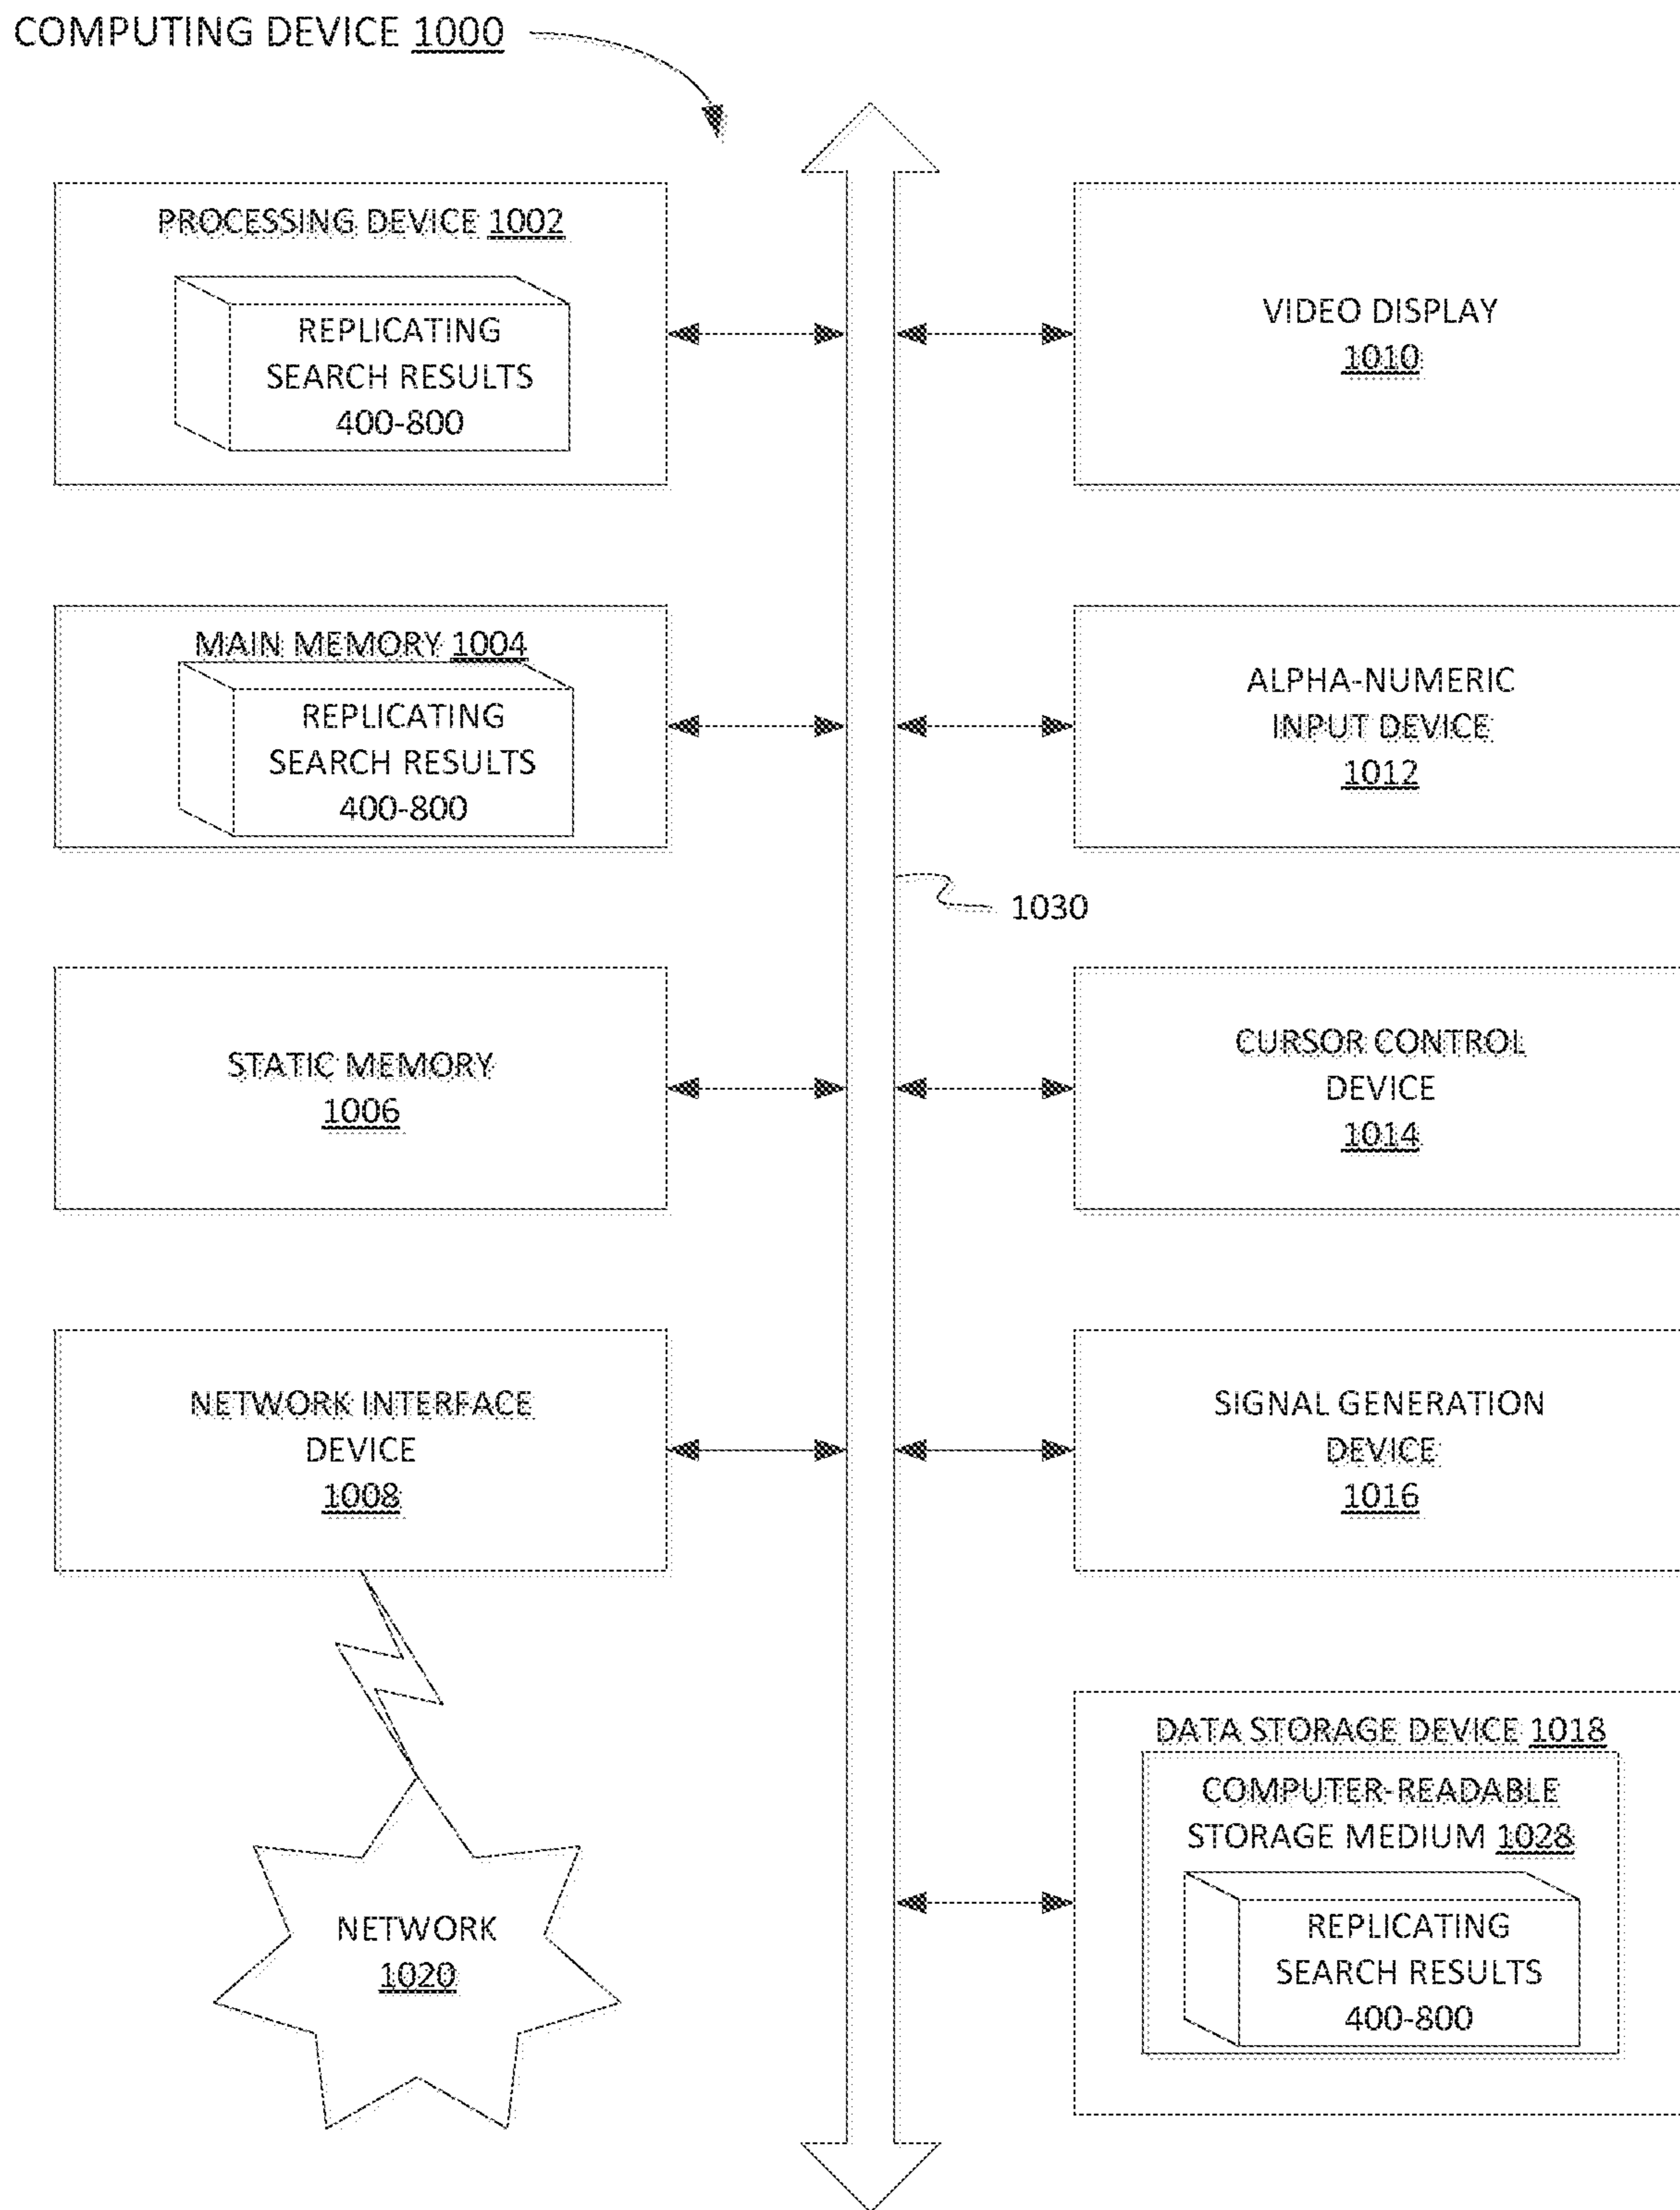 COMPUTING DEVICE 1000
PROCESSING DEVICE 1002
REPLICATING
SEARCH RESULTS
400-800
VIDEO DISPLAY
1010
MAIN MEMORY 1004
REPLICATING
SEARCH RESULTS
400-800
ALPHA-NUMERIC
INPUT DEVICE
1012
1030
STATIC MEMORY
1006
CURSOR CONTROL
DEVICE
1014
NETWORK INTERFACE
DEVICE
1008
SIGNAL GENERATION
DEVICE
1016
DATA STORAGE DEVICE 1018
COMPUTER-READABLE
STORAGE MEDIUM 1028
REPLICATING
SEARCH RESULTS
400-800
NETWORK
1020